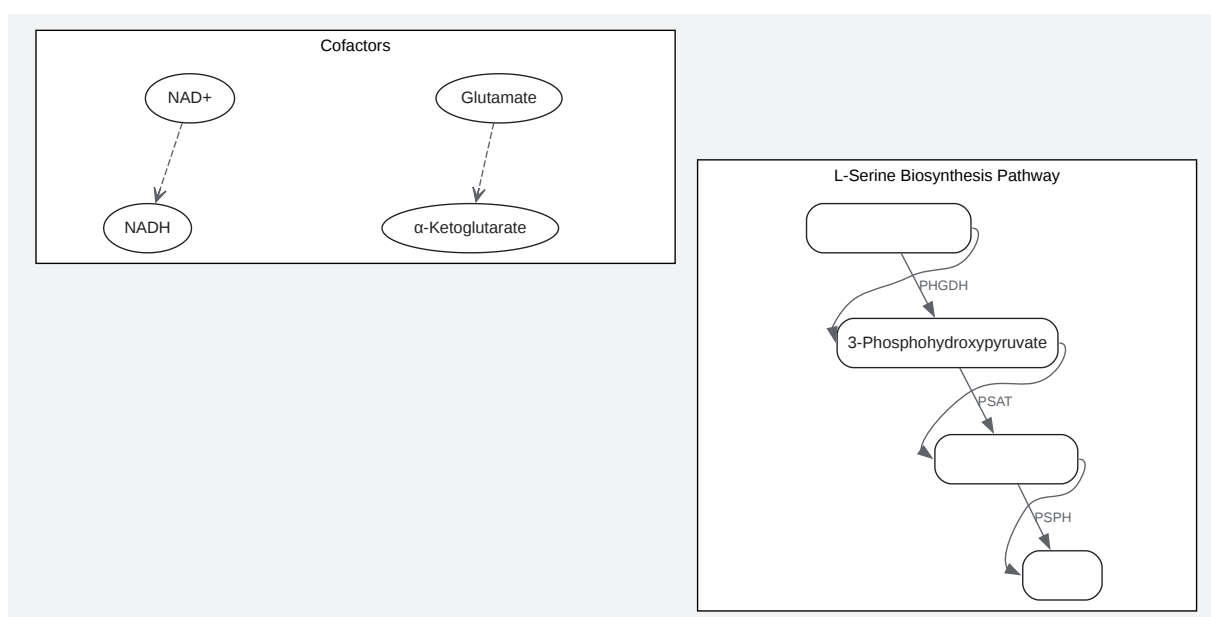 Cofactors
NAD+
Glutamate
NADH
α-Ketoglutarate
L-Serine Biosynthesis Pathway
PHGDH
3-Phosphohydroxypyruvate
PSAT
PSPH